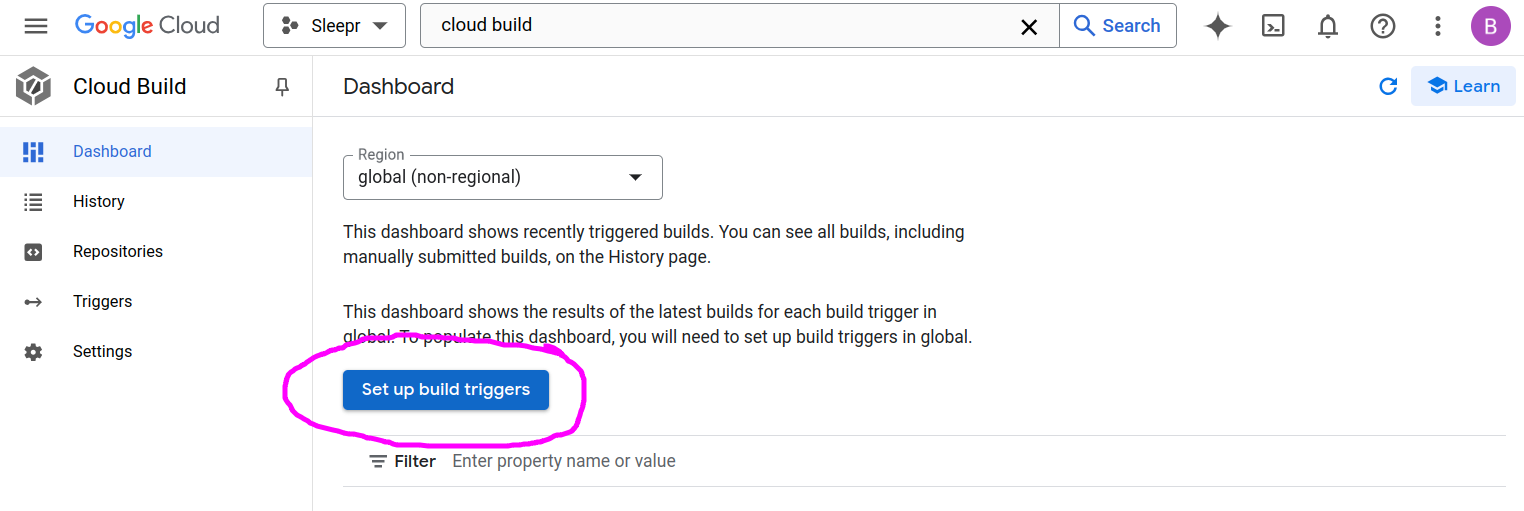 Google Cloud
Sleepr
cloud build
Search
B
Cloud Build
Dashboard
Learn
Dashboard
History
Repositories
Triggers
Settings
Region
global (non-regional)
This dashboard shows recently triggered builds. You can see all builds, including
manually submitted builds, on the History page.
This dashboard shows the results of the latest builds for each build trigger in
global. To populate this dashboard, you will need to set up build triggers in global.
Set up build triggers
Filter Enter property name or value